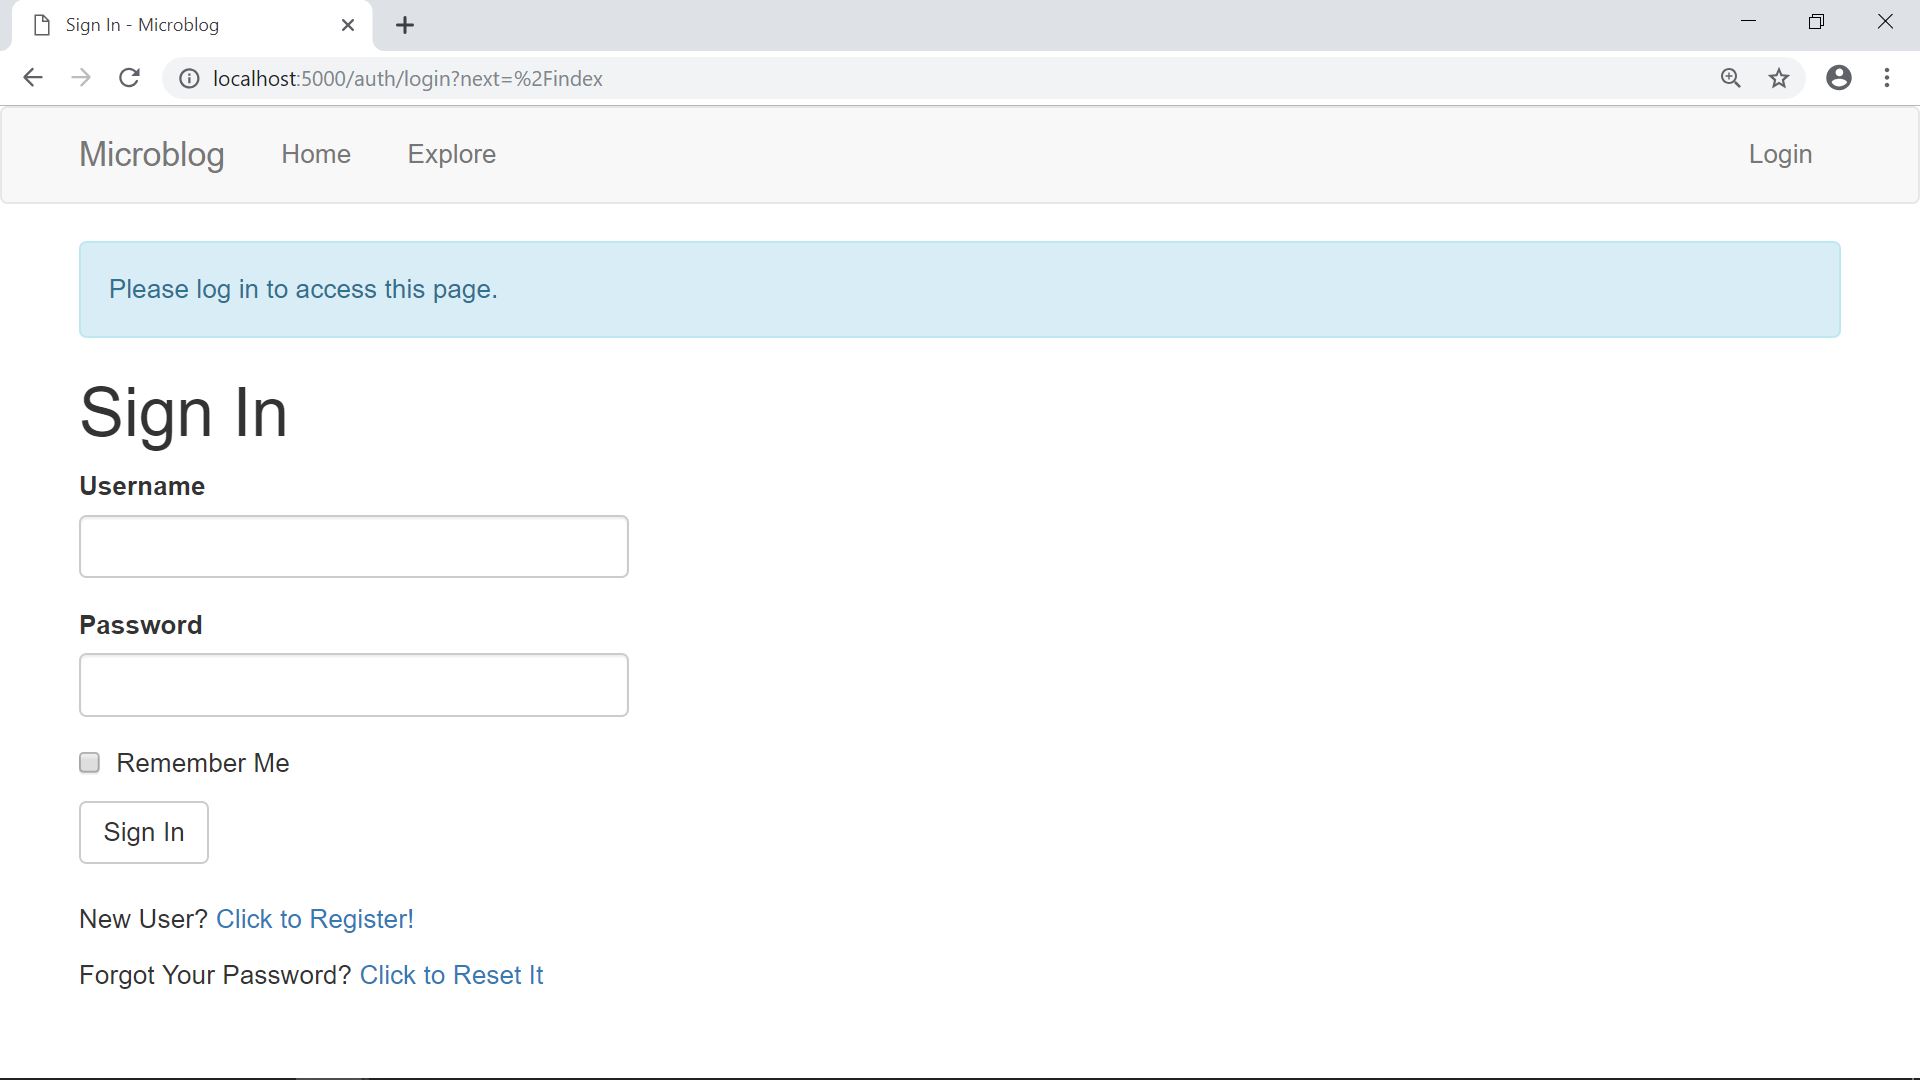 Sign In - Microblog
localhost:5000/auth/login?next=%2Findex
Microblog Home Explore Login
Please log in to access this page.
Sign In
Username
Password
Remember Me
Sign In
New User? Click to Register!
Forgot Your Password? Click to Reset It